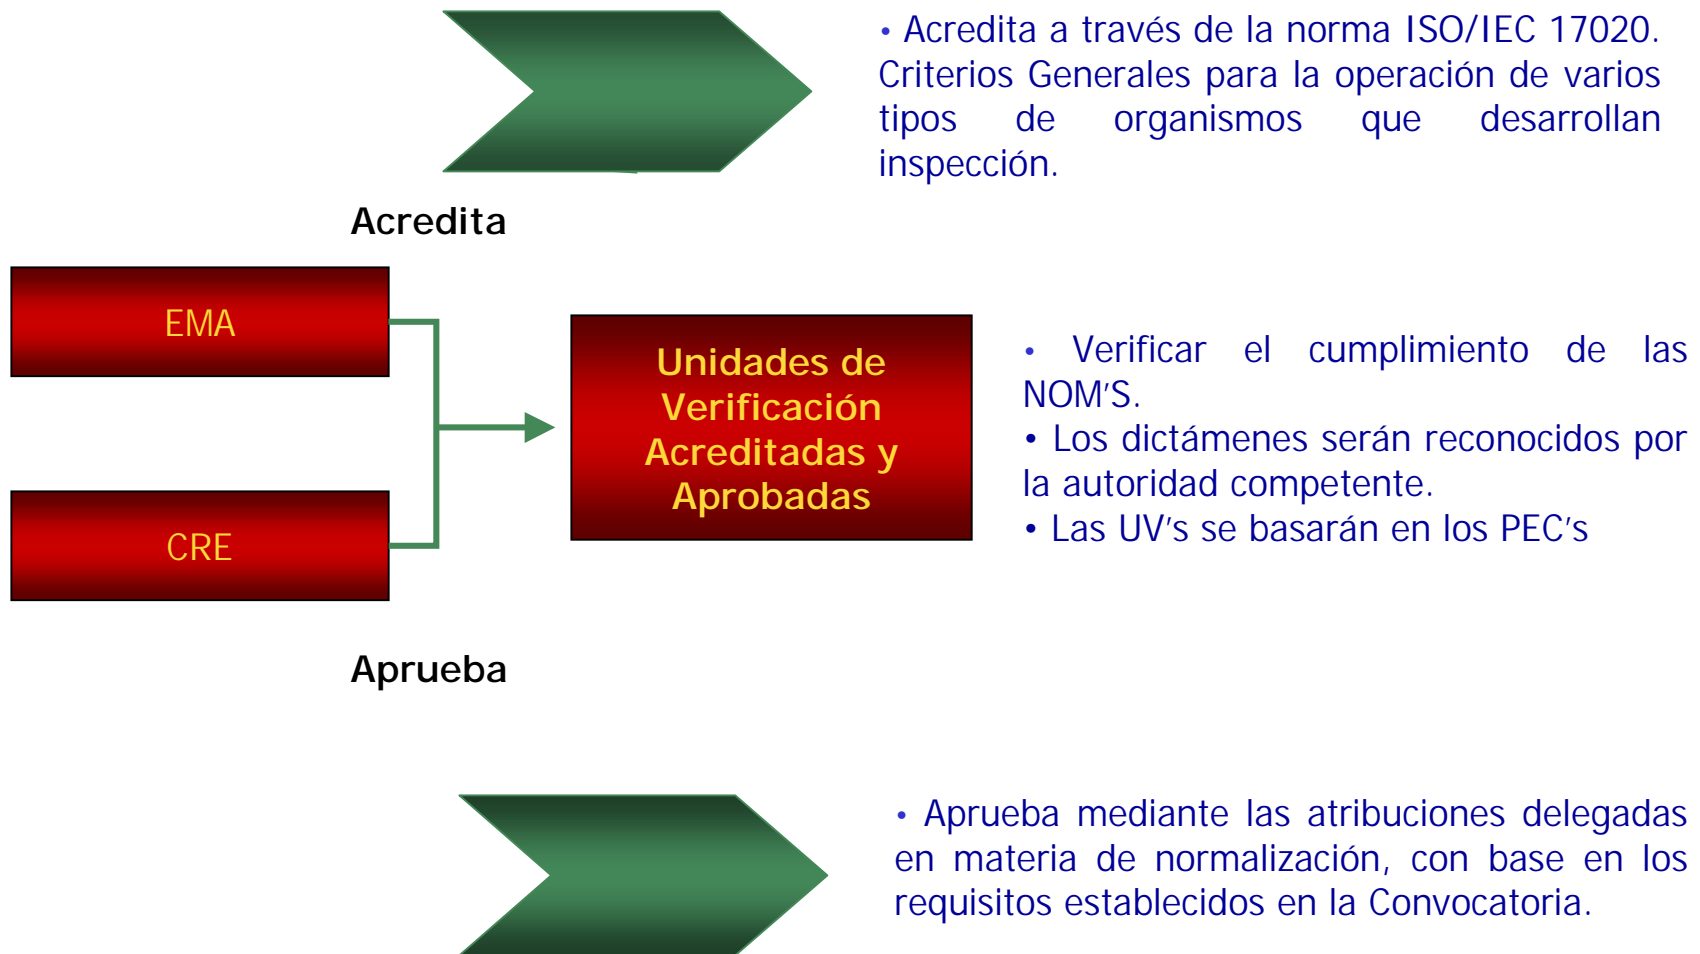 • Acredita a través de la norma ISO/IEC 17020.
Criterios Generales para la operación de varios
tipos de organismos que desarrollan
inspección.
Acredita
EMA
Unidades de
Verificación
Acreditadas y
Aprobadas
• Verificar el cumplimiento de las
NOM'S.
• Los dictámenes serán reconocidos por
la autoridad competente.
• Las UV's se basarán en los PEC's
CRE
Aprueba
• Aprueba mediante las atribuciones delegadas
en materia de normalización, con base en los
requisitos establecidos en la Convocatoria.